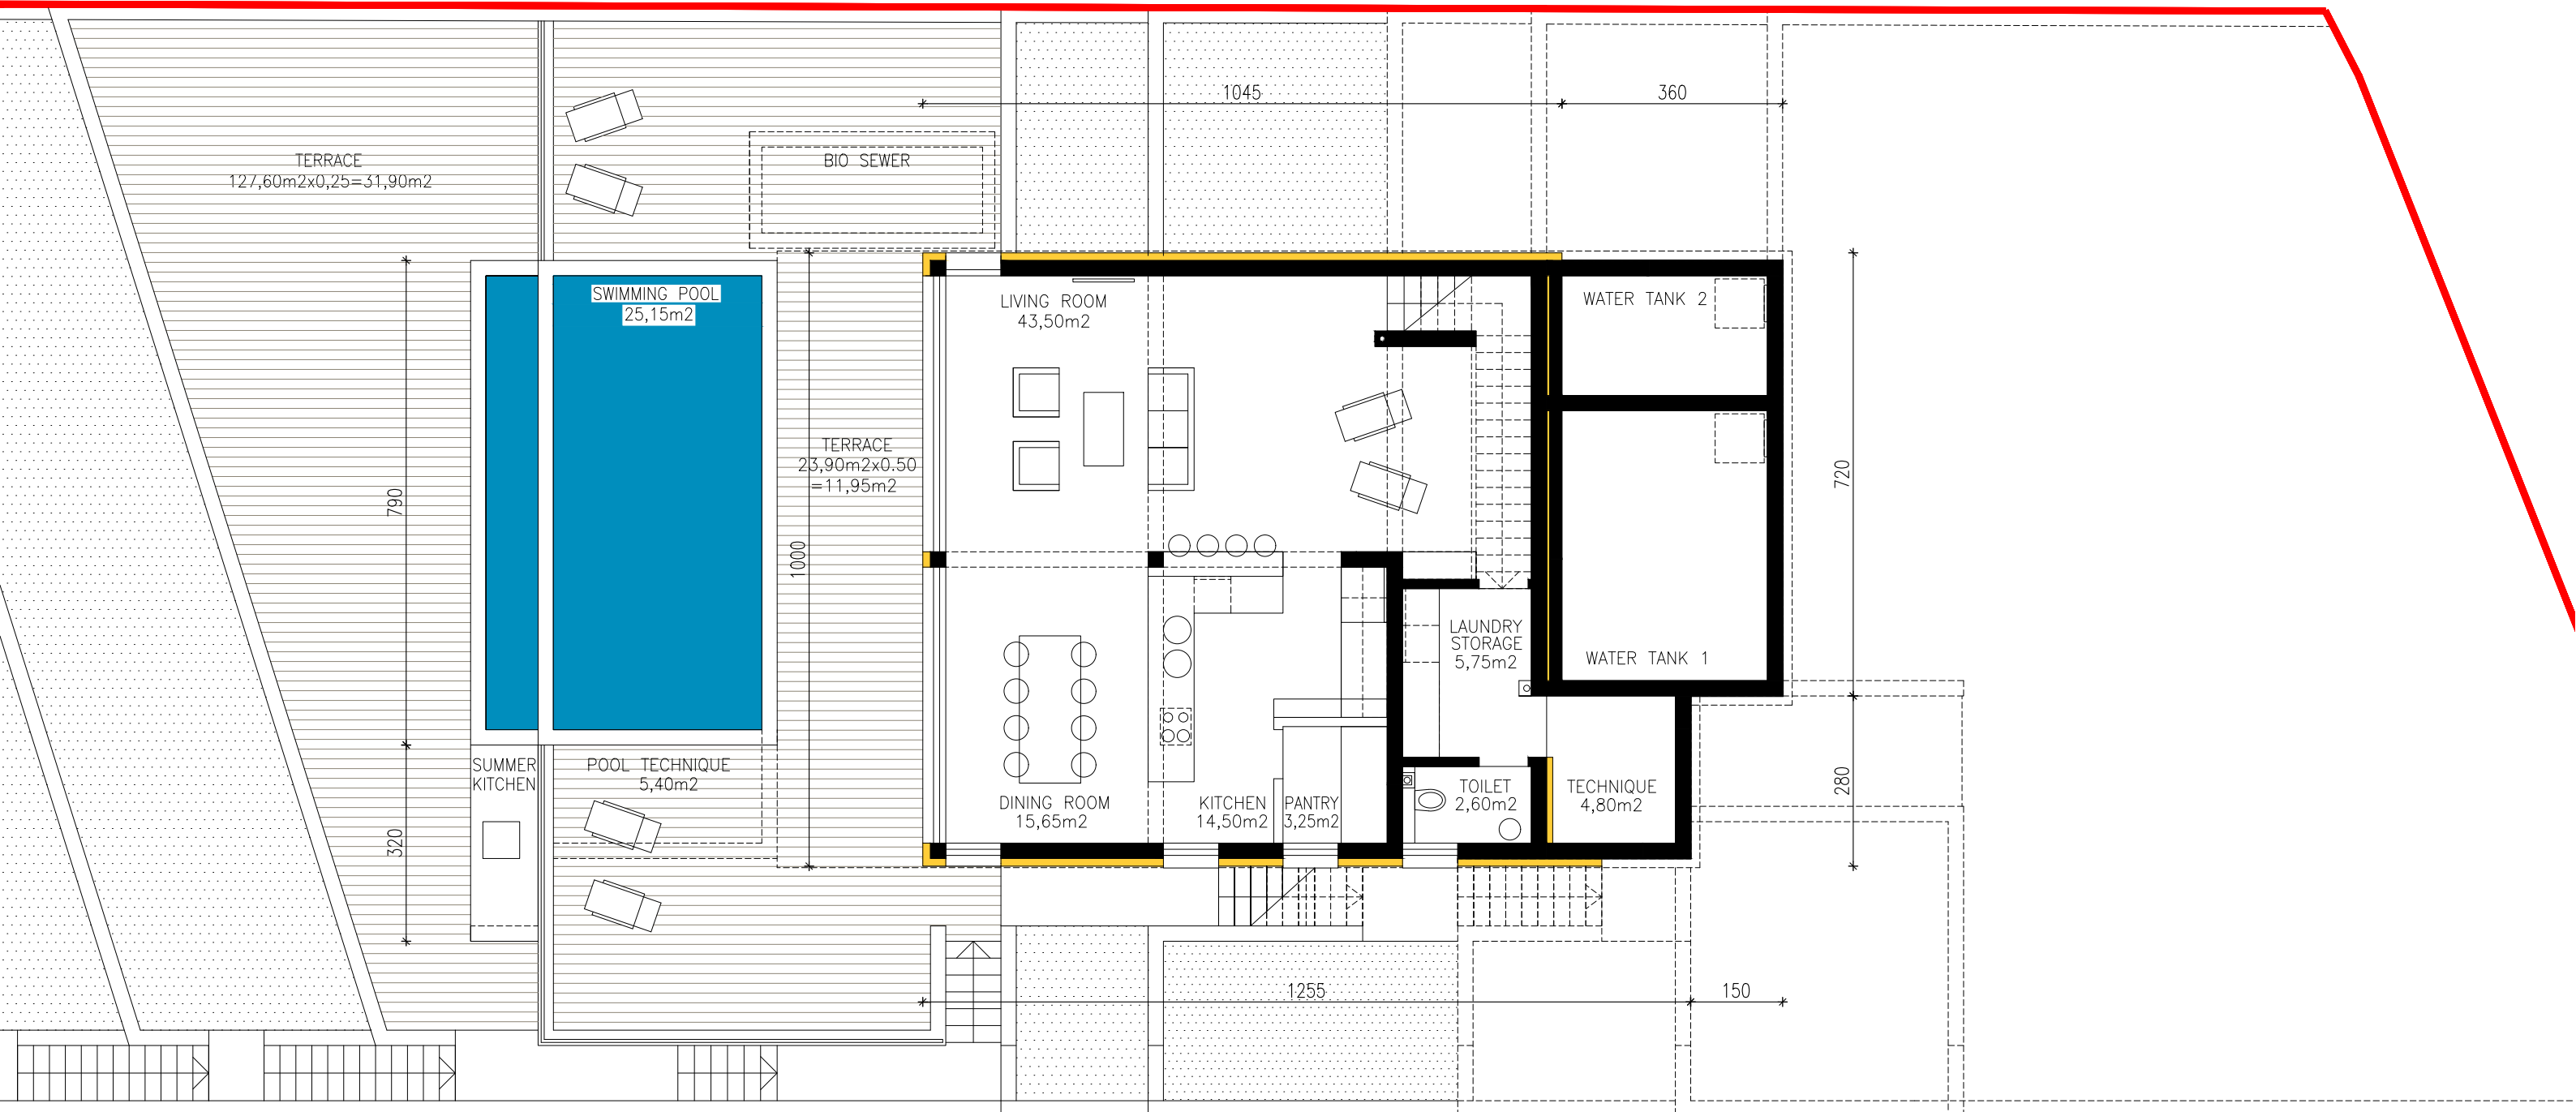 1045
360
TERRACE
127,60m2x0,25=31,90m2
BIO SEWER
SWIMMING POOL
25,15m2
LIVING ROOM
43,50m2
WATER TANK 2
TERRACE
23,90m2x0.50
=11,95m2
790
1000
720
LAUNDRY
STORAGE
5,75m2
WATER TANK 1
SUMMER
KITCHEN
POOL TECHNIQUE
5,40m2
320
DINING ROOM
15,65m2
KITCHEN
14,50m2
PANTRY
3,25m2
TOILET
2,60m2
TECHNIQUE
4,80m2
280
1255
150